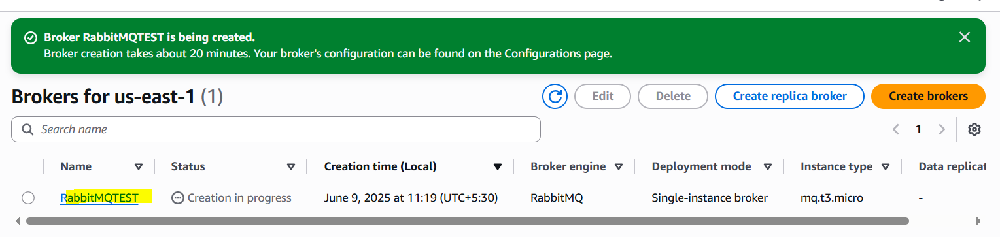 Broker RabbitMQTEST is being created.
Broker creation takes about 20 minutes. Your broker's configuration can be found on the Configurations page.
Brokers for us-east-1 (1)
Edit
Delete
Create replica broker
Create brokers
Search name
1
Name Status Creation time (Local) Broker engine Deployment mode Instance type Data replicat
RabbitMQTEST Creation in progress June 9, 2025 at 11:19 (UTC+5:30) RabbitMQ Single-instance broker mq.t3.micro -